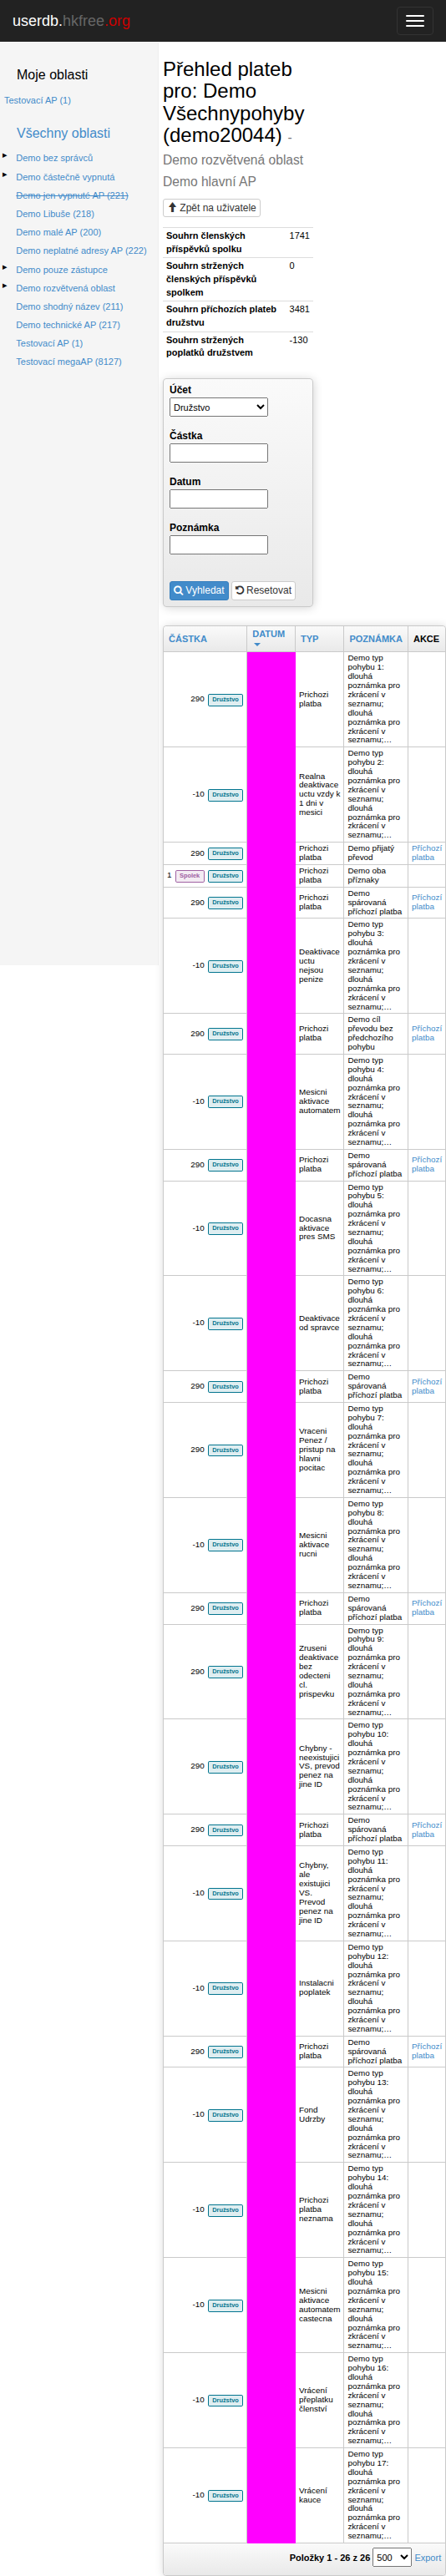 userdb.hkfree.org
Moje oblasti
Testovací AP (1)
Všechny oblasti
Demo bez správců
Demo částečně vypnutá
Demo jen vypnuté AP (221)
Demo Libuše (218)
Demo malé AP (200)
Demo neplatné adresy AP (222)
Demo pouze zástupce
Demo rozvětvená oblast
Demo shodný název (211)
Demo technické AP (217)
Testovací AP (1)
Testovací megaAP (8127)
Přehled plateb
pro: Demo
Všechnypohyby
(demo20044) -
Demo rozvětvená oblast
Demo hlavní AP
Zpět na uživatele
Souhrn členských 1741
příspěvků spolku
Souhrn stržených 0
členských příspěvků
spolkem
Souhrn příchozích plateb 3481
družstvu
Souhrn stržených -130
poplatků družstvem
Účet
Družstvo
Částka
Datum
Poznámka
Vyhledat Resetovat
ČÁSTKA DATUM TYP POZNÁMKA AKCE
290 Družstvo Prichozi platba Demo typ pohybu 1: dlouhá poznámka pro zkrácení v seznamu; dlouhá poznámka pro zkrácení v seznamu;…
-10 Družstvo Realna deaktivace uctu vzdy k 1 dni v mesici Demo typ pohybu 2: dlouhá poznámka pro zkrácení v seznamu; dlouhá poznámka pro zkrácení v seznamu;…
290 Družstvo Prichozi platba Demo přijatý převod Příchozí platba
1 Spolek Družstvo Prichozi platba Demo oba příznaky
290 Družstvo Prichozi platba Demo spárovaná příchozí platba Příchozí platba
-10 Družstvo Deaktivace uctu nejsou penize Demo typ pohybu 3: dlouhá poznámka pro zkrácení v seznamu; dlouhá poznámka pro zkrácení v seznamu;…
290 Družstvo Prichozi platba Demo cíl převodu bez předchozího pohybu Příchozí platba
-10 Družstvo Mesicni aktivace automatem Demo typ pohybu 4: dlouhá poznámka pro zkrácení v seznamu; dlouhá poznámka pro zkrácení v seznamu;…
290 Družstvo Prichozi platba Demo spárovaná příchozí platba Příchozí platba
-10 Družstvo Docasna aktivace pres SMS Demo typ pohybu 5: dlouhá poznámka pro zkrácení v seznamu; dlouhá poznámka pro zkrácení v seznamu;…
-10 Družstvo Deaktivace od spravce Demo typ pohybu 6: dlouhá poznámka pro zkrácení v seznamu; dlouhá poznámka pro zkrácení v seznamu;…
290 Družstvo Prichozi platba Demo spárovaná příchozí platba Příchozí platba
290 Družstvo Vraceni Penez / pristup na hlavni pocitac Demo typ pohybu 7: dlouhá poznámka pro zkrácení v seznamu; dlouhá poznámka pro zkrácení v seznamu;…
-10 Družstvo Mesicni aktivace rucni Demo typ pohybu 8: dlouhá poznámka pro zkrácení v seznamu; dlouhá poznámka pro zkrácení v seznamu;…
290 Družstvo Prichozi platba Demo spárovaná příchozí platba Příchozí platba
290 Družstvo Zruseni deaktivace bez odecteni cl. prispevku Demo typ pohybu 9: dlouhá poznámka pro zkrácení v seznamu; dlouhá poznámka pro zkrácení v seznamu;…
290 Družstvo Chybny - neexistujici VS, prevod penez na jine ID Demo typ pohybu 10: dlouhá poznámka pro zkrácení v seznamu; dlouhá poznámka pro zkrácení v seznamu;…
290 Družstvo Prichozi platba Demo spárovaná příchozí platba Příchozí platba
-10 Družstvo Chybny, ale existujici VS. Prevod penez na jine ID Demo typ pohybu 11: dlouhá poznámka pro zkrácení v seznamu; dlouhá poznámka pro zkrácení v seznamu;…
-10 Družstvo Instalacni poplatek Demo typ pohybu 12: dlouhá poznámka pro zkrácení v seznamu; dlouhá poznámka pro zkrácení v seznamu;…
290 Družstvo Prichozi platba Demo spárovaná příchozí platba Příchozí platba
-10 Družstvo Fond Udrzby Demo typ pohybu 13: dlouhá poznámka pro zkrácení v seznamu; dlouhá poznámka pro zkrácení v seznamu;…
-10 Družstvo Prichozi platba neznama Demo typ pohybu 14: dlouhá poznámka pro zkrácení v seznamu; dlouhá poznámka pro zkrácení v seznamu;…
-10 Družstvo Mesicni aktivace automatem castecna Demo typ pohybu 15: dlouhá poznámka pro zkrácení v seznamu; dlouhá poznámka pro zkrácení v seznamu;…
-10 Družstvo Vrácení přeplatku členství Demo typ pohybu 16: dlouhá poznámka pro zkrácení v seznamu; dlouhá poznámka pro zkrácení v seznamu;…
-10 Družstvo Vrácení kauce Demo typ pohybu 17: dlouhá poznámka pro zkrácení v seznamu; dlouhá poznámka pro zkrácení v seznamu;…
Položky 1 - 26 z 26 500 Export